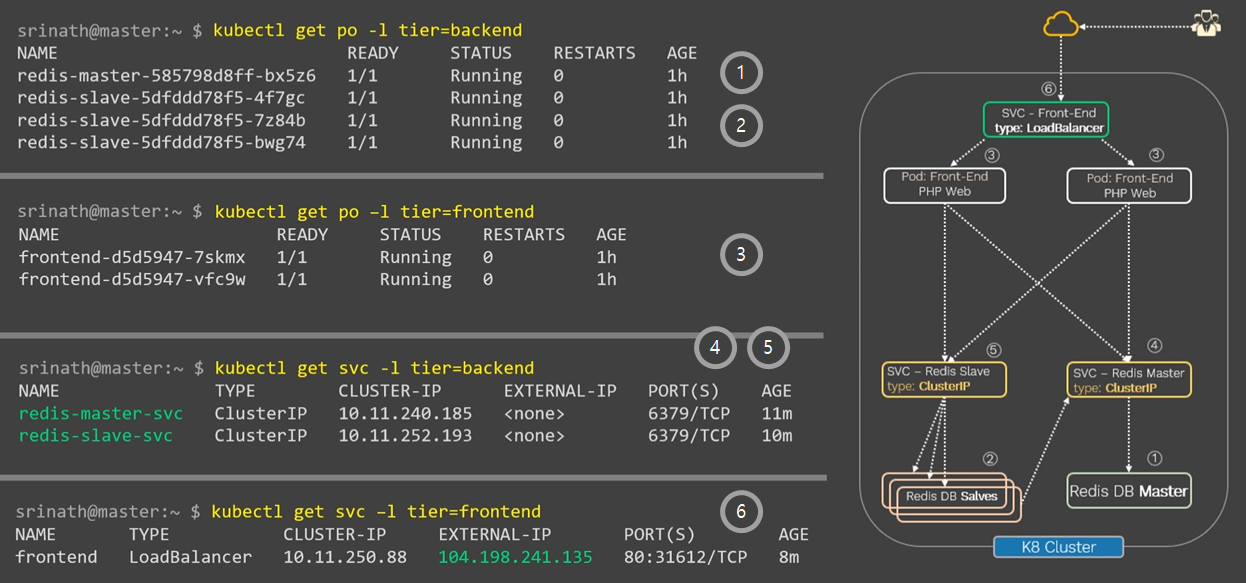 srinath@master:~ $ kubectl get po -l tier=backend
NAME READY STATUS RESTARTS AGE
redis-master-585798d8ff-bx5z6 1/1 Running 0 1h
redis-slave-5dfddd78f5-4f7gc 1/1 Running 0 1h
redis-slave-5dfddd78f5-7z84b 1/1 Running 0 1h
redis-slave-5dfddd78f5-bwg74 1/1 Running 0 1h
1
2
srinath@master:~ $ kubectl get po –l tier=frontend
NAME READY STATUS RESTARTS AGE
frontend-d5d5947-7skmx 1/1 Running 0 1h
frontend-d5d5947-vfc9w 1/1 Running 0 1h
3
4 5
srinath@master:~ $ kubectl get svc -l tier=backend
NAME TYPE CLUSTER-IP EXTERNAL-IP PORT(S) AGE
redis-master-svc ClusterIP 10.11.240.185 <none> 6379/TCP 11m
redis-slave-svc ClusterIP 10.11.252.193 <none> 6379/TCP 10m
srinath@master:~ $ kubectl get svc –l tier=frontend
6
NAME TYPE CLUSTER-IP EXTERNAL-IP PORT(S) AGE
frontend LoadBalancer 10.11.250.88 104.198.241.135 80:31612/TCP 8m
⑥
SVC - Front-End
type: LoadBalancer
③ ③
Pod: Front-End
PHP Web
Pod: Front-End
PHP Web
⑤ ④
SVC – Redis Slave
type: ClusterIP
SVC – Redis Master
type: ClusterIP
② ①
Redis DB Salves
Redis DB Master
K8 Cluster